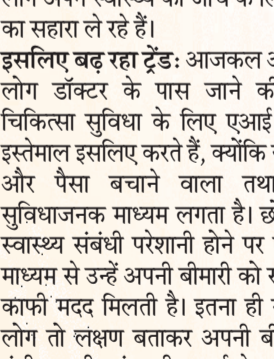 का सहारा ले रहे हैं।
इसलिए बढ़ रहा ट्रेंडः आजकल
लोग डॉक्टर के पास जाने
चिकित्सा सुविधा के लिए एआई
इस्तेमाल इसलिए करते हैं, क्योंकि
और पैसा बचाने वाला तथा
सुविधाजनक माध्यम लगता है।
स्वास्थ्य संबंधी परेशानी होने पर
माध्यम से उन्हें अपनी बीमारी को
काफी मदद मिलती है। इतना ही
लोग तो लक्षण बताकर अपनी